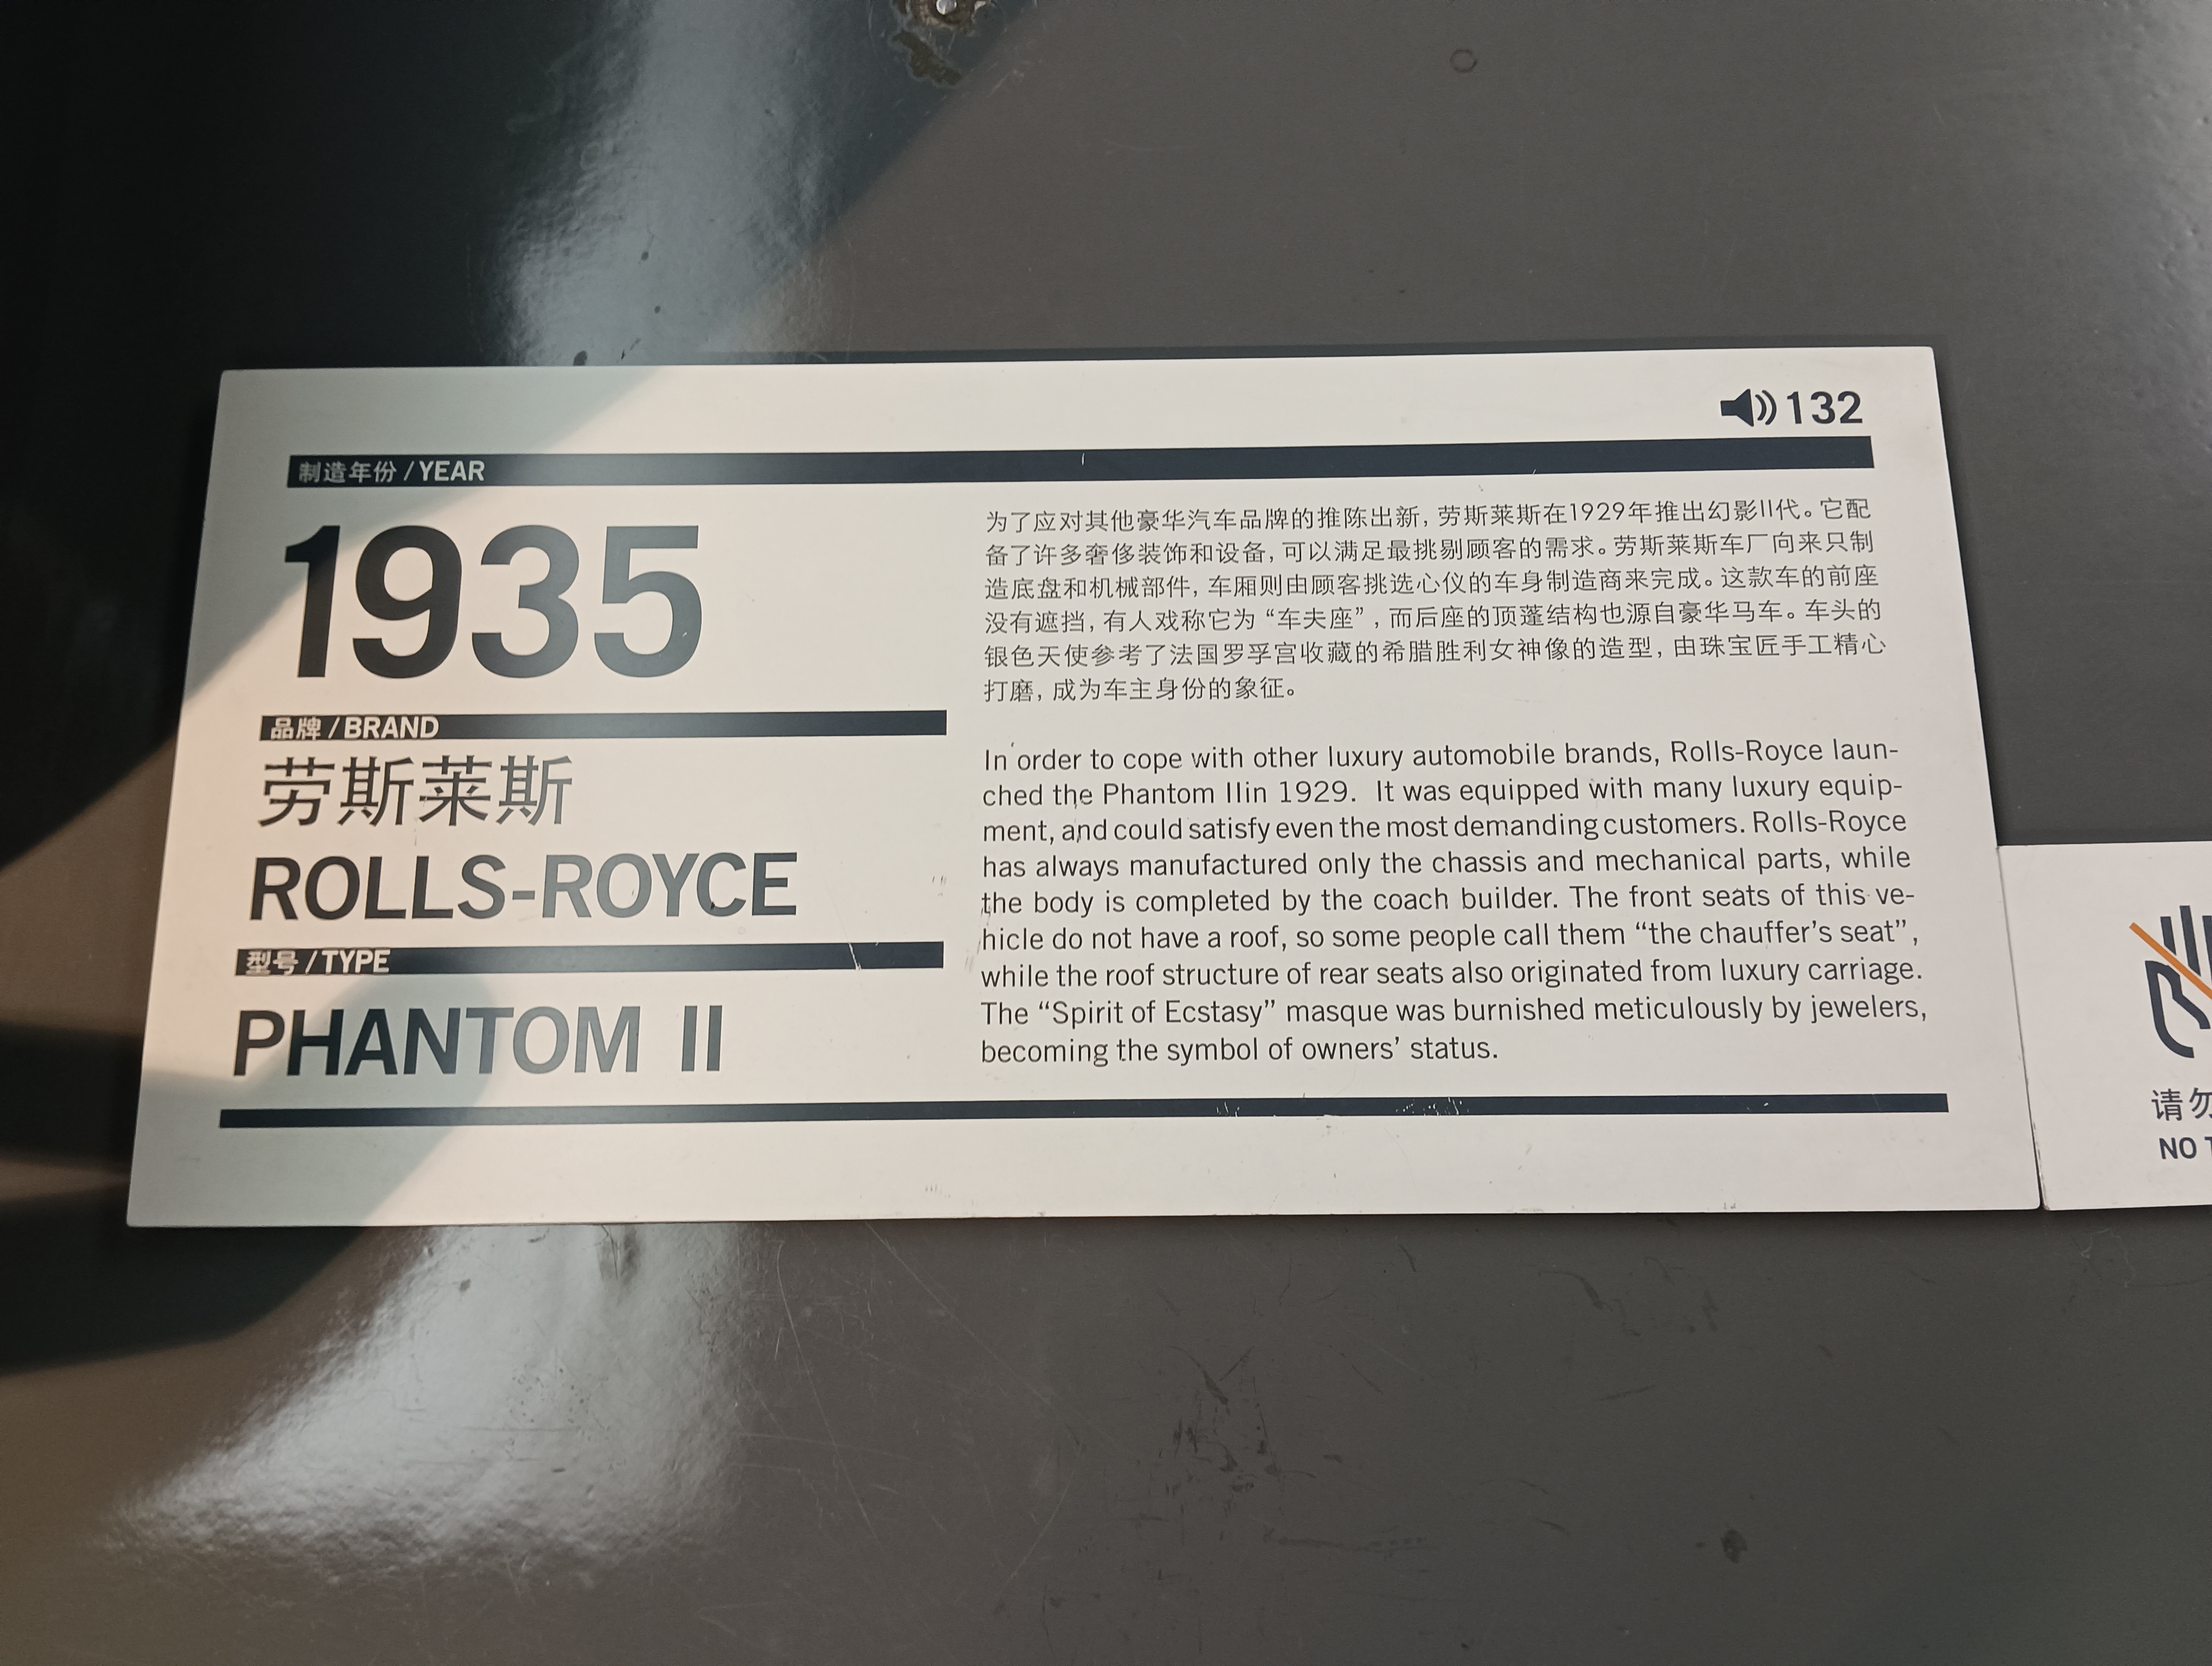 132
制造年份 / YEAR
1935
品牌 / BRAND
劳斯莱斯
ROLLS-ROYCE
型号 / TYPE
PHANTOM II
为了应对其他豪华汽车品牌的推陈出新, 劳斯莱斯在1929年推出幻影II代。它配
备了许多奢侈装饰和设备, 可以满足最挑剔顾客的需求。劳斯莱斯车厂向来只制
造底盘和机械部件, 车厢则由顾客挑选心仪的车身制造商来完成。这款车的前座
没有遮挡, 有人戏称它为 “车夫座” , 而后座的顶蓬结构也源自豪华马车。车头的
银色天使参考了法国罗孚宫收藏的希腊胜利女神像的造型, 由珠宝匠手工精心
打磨, 成为车主身份的象征。
In order to cope with other luxury automobile brands, Rolls-Royce laun-
ched the Phantom IIin 1929. It was equipped with many luxury equip-
ment, and could satisfy even the most demanding customers. Rolls-Royce
has always manufactured only the chassis and mechanical parts, while
the body is completed by the coach builder. The front seats of this ve-
hicle do not have a roof, so some people call them “the chauffer’s seat”,
while the roof structure of rear seats also originated from luxury carriage.
The “Spirit of Ecstasy” masque was burnished meticulously by jewelers,
becoming the symbol of owners’ status.
请勿
NO